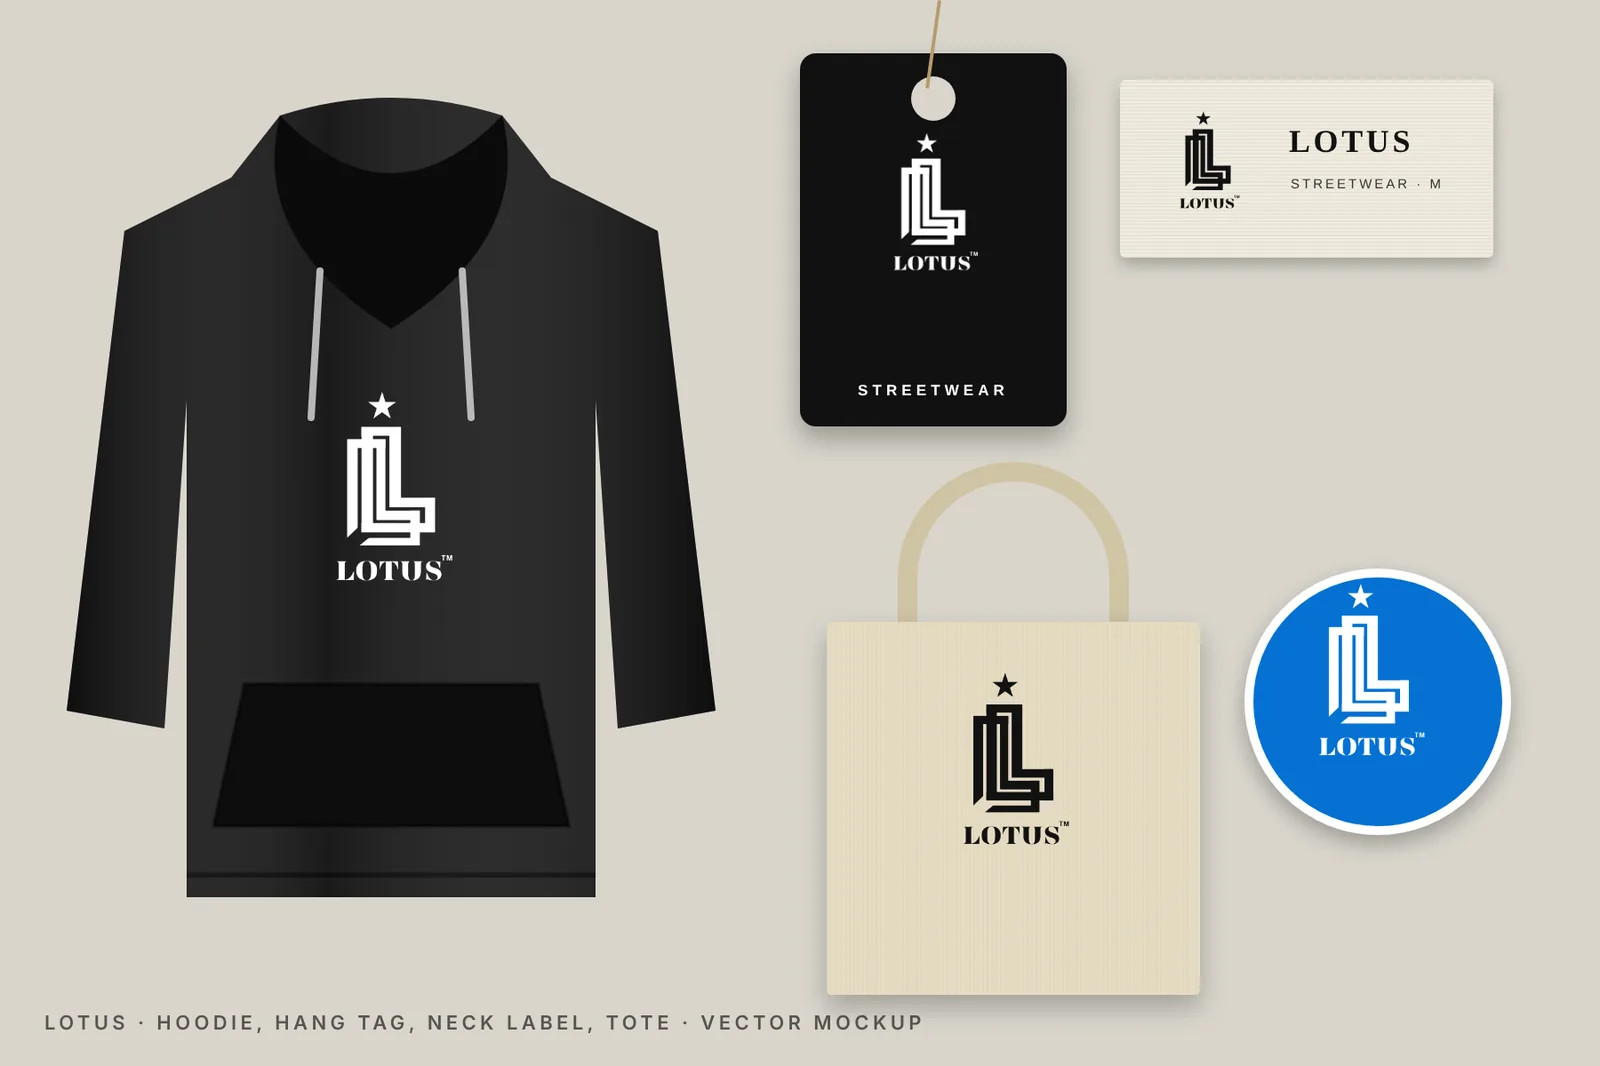 LOTUS™
STREETWEAR
LOTUS™
LOTUS
STREETWEAR · M
LOTUS™
LOTUS™
LOTUS™
LOTUS · HOODIE, HANG TAG, NECK LABEL, TOTE · VECTOR MOCKUP